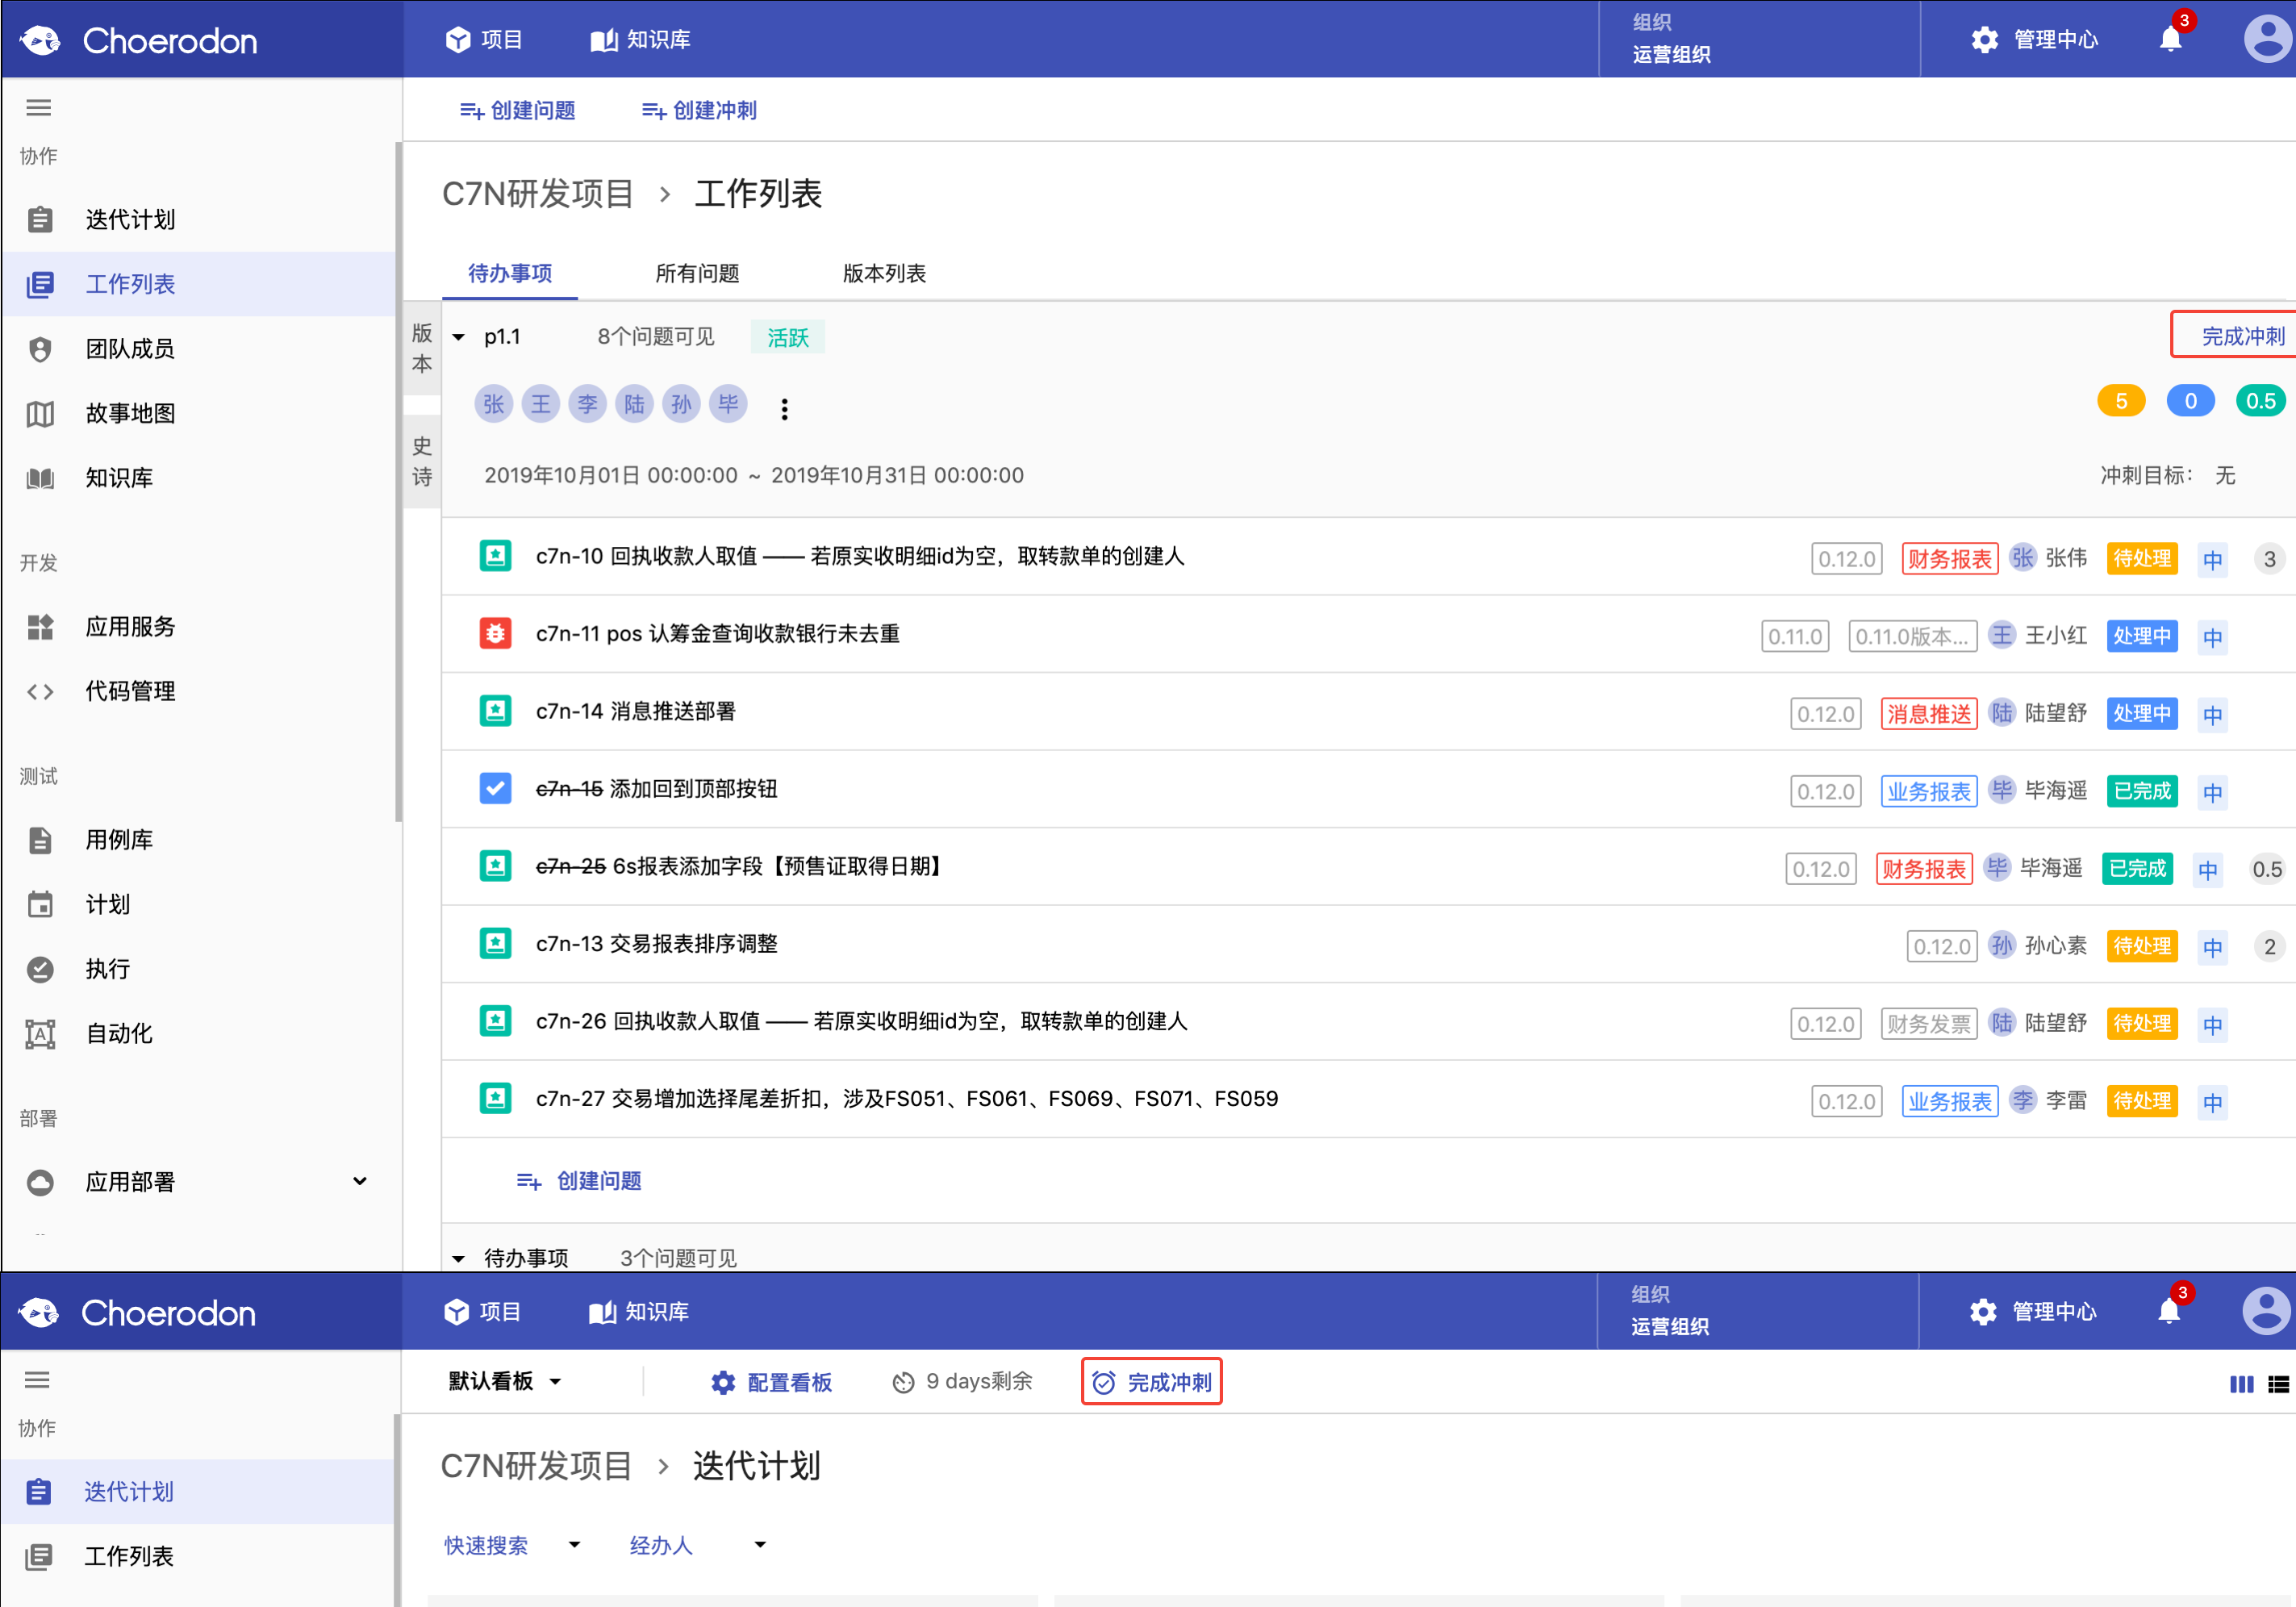 Choerodon
项目
知识库
组织
运营组织
管理中心
3
创建问题
创建冲刺
协作
迭代计划
工作列表
团队成员
故事地图
知识库
开发
应用服务
代码管理
测试
用例库
计划
执行
自动化
部署
应用部署
C7N研发项目 › 工作列表
待办事项
所有问题
版本列表
版本
史诗
p1.1 8个问题可见 活跃
完成冲刺
张 王 李 陆 孙 毕
5 0 0.5
2019年10月01日 00:00:00 ~ 2019年10月31日 00:00:00
冲刺目标： 无
c7n-10 回执收款人取值 —— 若原实收明细id为空，取转款单的创建人 0.12.0 财务报表 张 张伟 待处理 中 3
c7n-11 pos 认筹金查询收款银行未去重 0.11.0 0.11.0版本... 王 王小红 处理中 中
c7n-14 消息推送部署 0.12.0 消息推送 陆 陆望舒 处理中 中
c7n-15 添加回到顶部按钮 0.12.0 业务报表 毕 毕海遥 已完成 中
c7n-25 6s报表添加字段【预售证取得日期】 0.12.0 财务报表 毕 毕海遥 已完成 中 0.5
c7n-13 交易报表排序调整 0.12.0 孙 孙心素 待处理 中 2
c7n-26 回执收款人取值 —— 若原实收明细id为空，取转款单的创建人 0.12.0 财务发票 陆 陆望舒 待处理 中
c7n-27 交易增加选择尾差折扣，涉及FS051、FS061、FS069、FS071、FS059 0.12.0 业务报表 李 李雷 待处理 中
创建问题
待办事项 3个问题可见
Choerodon
项目
知识库
组织
运营组织
管理中心
3
默认看板
配置看板
9 days剩余
完成冲刺
协作
迭代计划
工作列表
C7N研发项目 › 迭代计划
快速搜索
经办人